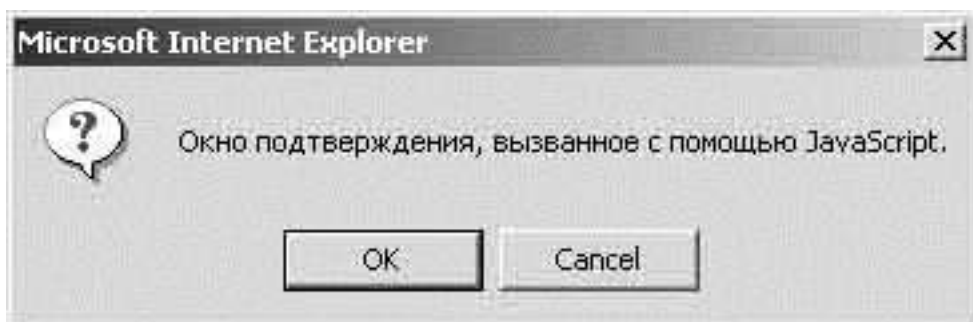 Microsoft Internet Explorer
?
Окно подтверждения, вызванное с помощью JavaScript.
OK
Cancel